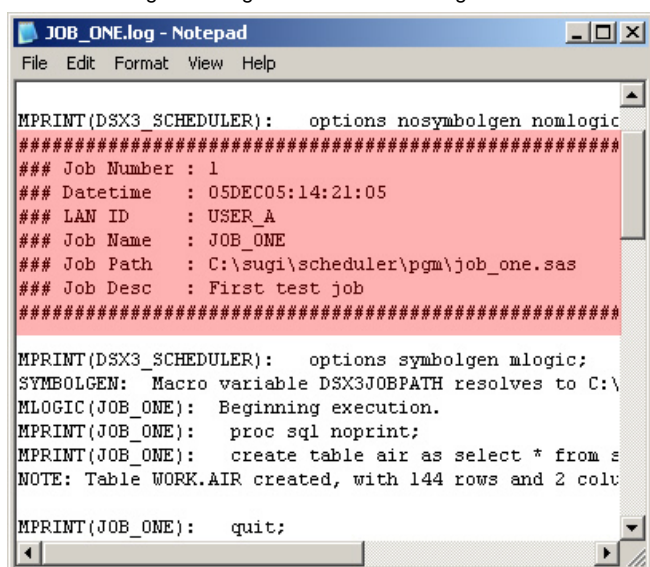 JOB_ONE.log - Notepad
File Edit Format View Help
MPRINT(DSX3_SCHEDULER): options nosymbolgen nomlogic
######################################################
### Job Number : 1
### Datetime : 05DEC05:14:21:05
### LAN ID : USER_A
### Job Name : JOB_ONE
### Job Path : C:\sugi\scheduler\pgm\job_one.sas
### Job Desc : First test job
######################################################
MPRINT(DSX3_SCHEDULER): options symbolgen mlogic;
SYMBOLGEN: Macro variable DSX3JOBPATH resolves to C:\
MLOGIC(JOB_ONE): Beginning execution.
MPRINT(JOB_ONE): proc sql noprint;
MPRINT(JOB_ONE): create table air as select * from s
NOTE: Table WORK.AIR created, with 144 rows and 2 colu
MPRINT(JOB_ONE): quit;